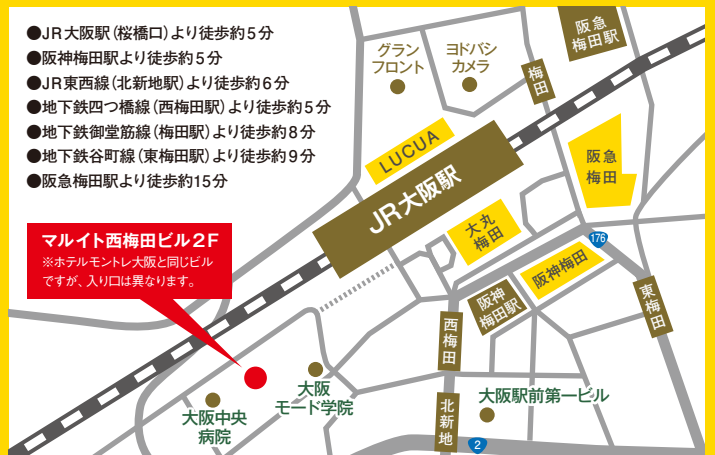 ●JR大阪駅(桜橋口)より徒歩約5分
●阪神梅田駅より徒歩約5分
●JR東西線(北新地駅)より徒歩約6分
●地下鉄四つ橋線(西梅田駅)より徒歩約5分
●地下鉄御堂筋線(梅田駅)より徒歩約8分
●地下鉄谷町線(東梅田駅)より徒歩約9分
●阪急梅田駅より徒歩約15分
グラン
フロント
ヨドバシ
カメラ
阪急
梅田駅
梅田
LUCUA
JR大阪駅
阪急
梅田
大丸
梅田
176
阪神梅田
阪神
梅田駅
東梅田
西梅田
マルイト西梅田ビル2F
※ホテルモントレ大阪と同じビル
ですが、入り口は異なります。
大阪
モード学院
大阪中央
病院
大阪駅前第一ビル
北新地
2